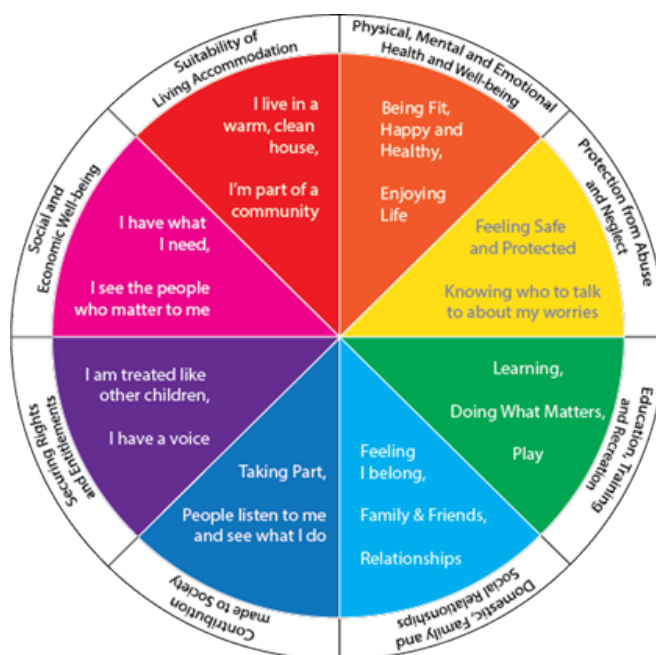 Physical, Mental and Emotional
Health and Well-being
Being Fit,
Happy and
Healthy,
Enjoying
Life
Protection from Abuse
and Neglect
Feeling Safe
and Protected
Knowing who to talk
to about my worries
Education, Training
and Recreation
Learning,
Doing What Matters,
Play
Domestic, Family and
Social Relationships
Feeling
I belong,
Family & Friends,
Relationships
Contribution
made to Society
Taking Part,
People listen to me
and see what I do
Securing Rights
and Entitlements
I am treated like
other children,
I have a voice
Social and
Economic Well-being
I have what
I need,
I see the people
who matter to me
Suitability of
Living Accommodation
I live in a
warm, clean
house,
I'm part of a
community